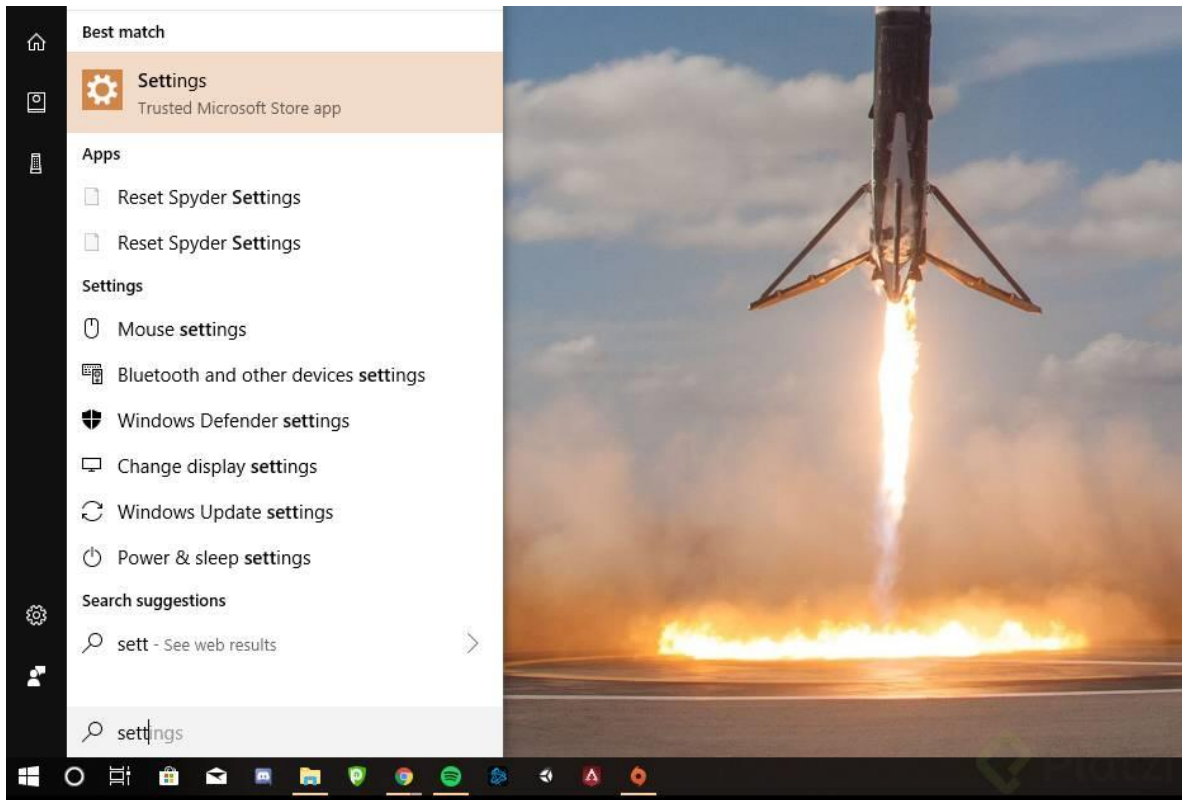 Best match
Settings
Trusted Microsoft Store app
Apps
Reset Spyder Settings
Reset Spyder Settings
Settings
Mouse settings
Bluetooth and other devices settings
Windows Defender settings
Change display settings
Windows Update settings
Power & sleep settings
Search suggestions
sett - See web results
settings